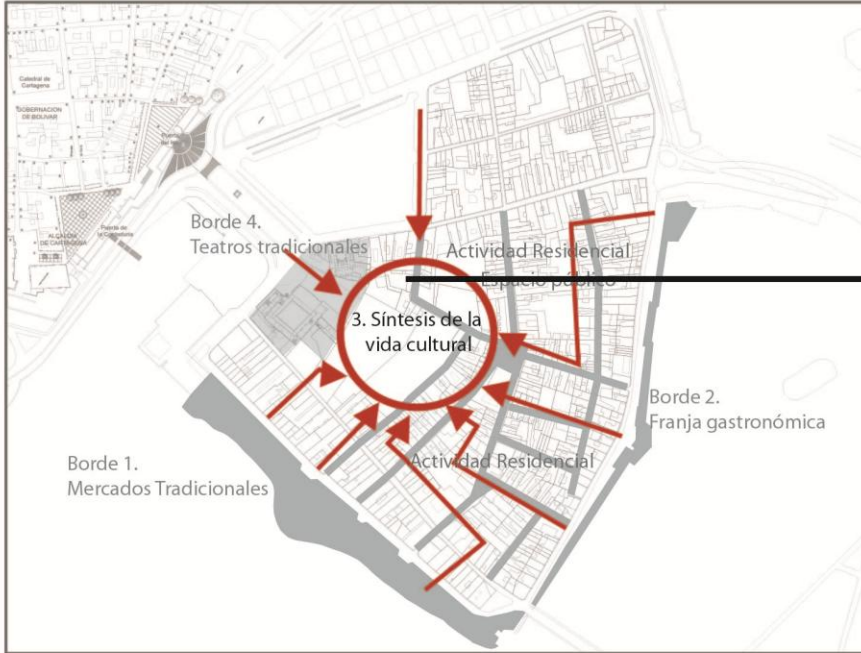 Catedral de
Cartagena
GOBERNACION
DE BOLIVAR
ALCALDIA
DE CARTAGENA
Borde 4.
Teatros tradicionales
Actividad Residencial
Espacio público
3. Síntesis de la
vida cultural
Borde 2.
Franja gastronómica
Actividad Residencial
Borde 1.
Mercados Tradicionales